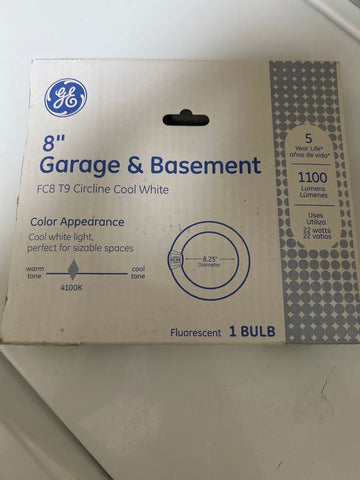 GE
8"
Garage & Basement
FC8 T9 Circline Cool White
Color Appearance
Cool white light,
perfect for sizable spaces
warm
tone
cool
tone
4100K
8.25"
Diameter
Fluorescent 1 BULB
5
Year Life*
años de vida*
1100
Lumens
Lúmenes
Uses
Utiliza
22 watts
22 vatios